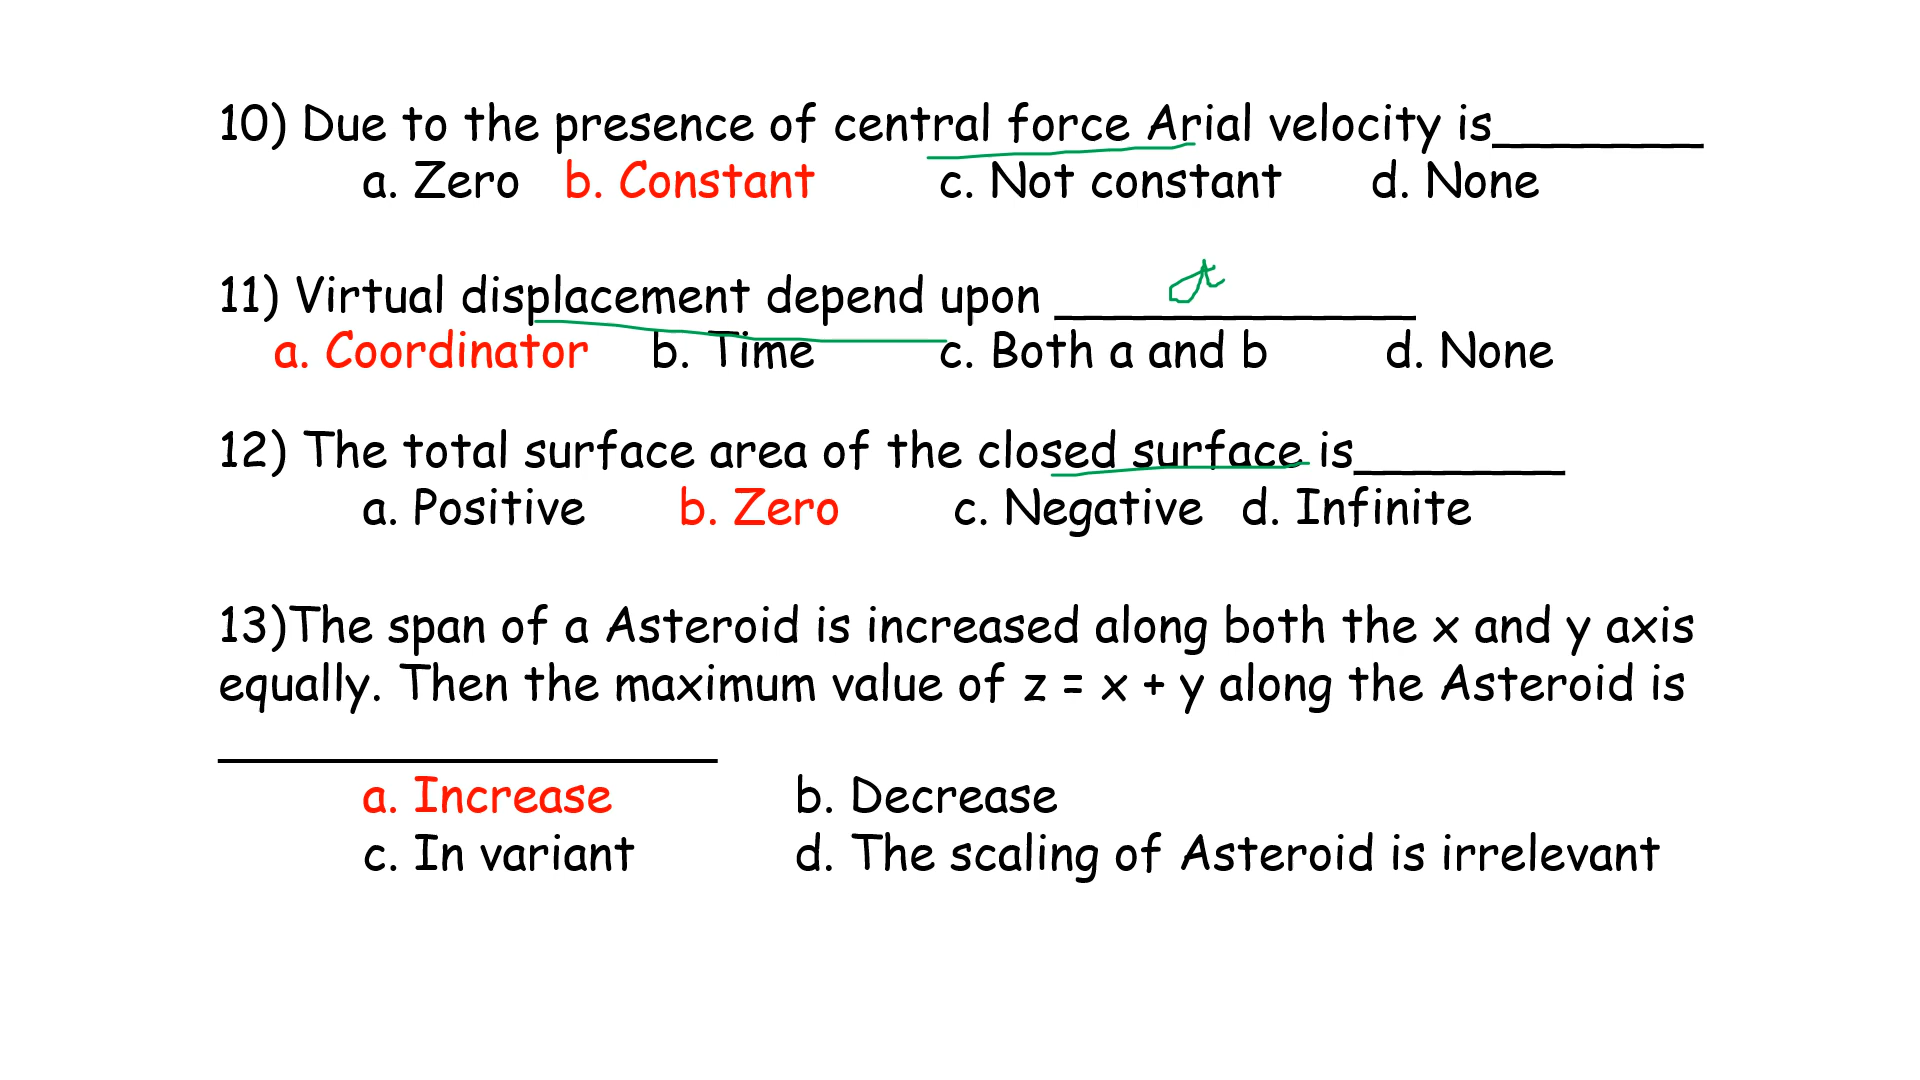 10) Due to the presence of central force Arial velocity is_______
a. Zero b. Constant c. Not constant d. None
11) Virtual displacement depend upon ____________
a. Coordinator b. Time c. Both a and b d. None
12) The total surface area of the closed surface is_______
a. Positive b. Zero c. Negative d. Infinite
13)The span of a Asteroid is increased along both the x and y axis
equally. Then the maximum value of z = x + y along the Asteroid is
____________________
a. Increase b. Decrease
c. In variant d. The scaling of Asteroid is irrelevant